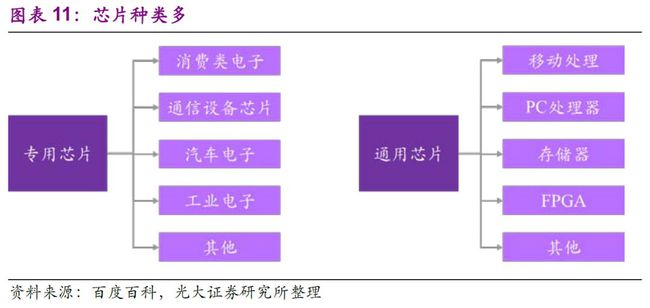 图表 11：芯片种类多
专用芯片
消费类电子
通信设备芯片
汽车电子
工业电子
其他
通用芯片
移动处理
PC处理器
存储器
FPGA
其他
资料来源：百度百科，光大证券研究所整理